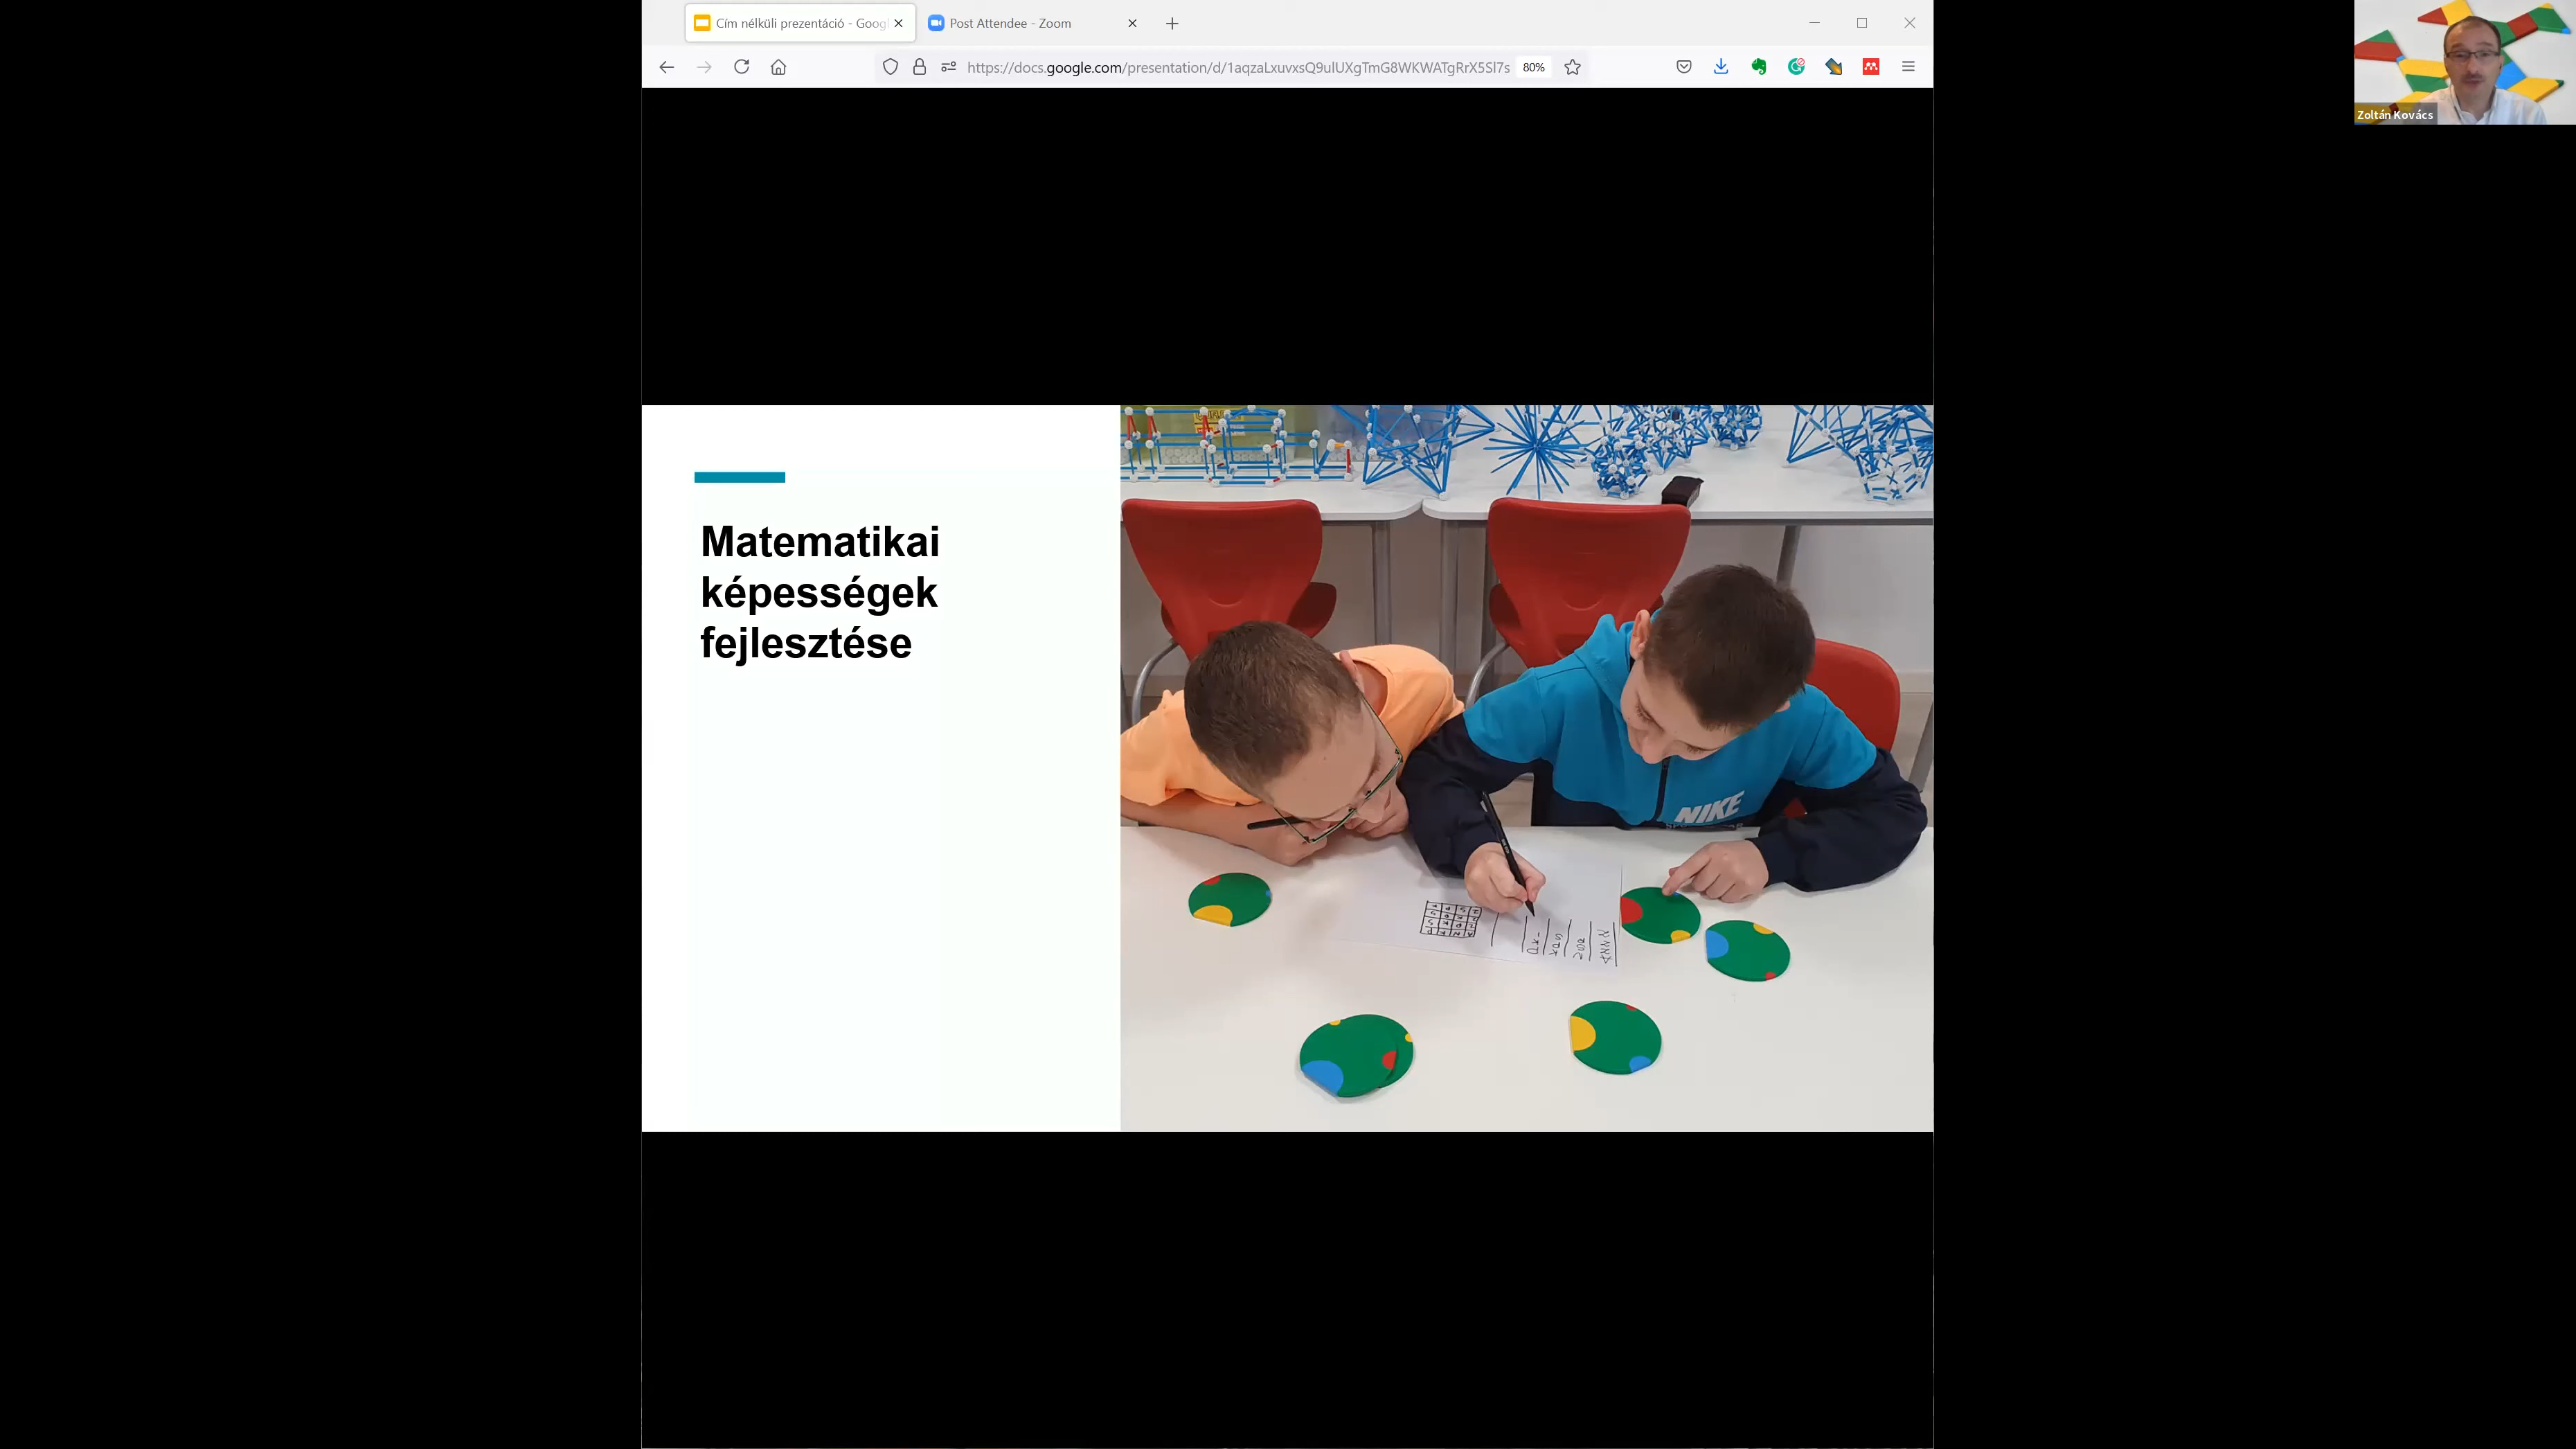 Cím nélküli prezentáció - Goog
Post Attendee - Zoom
https://docs.google.com/presentation/d/1aqzaLxuvxsQ9ulUXgTmG8WKWATgRrX5Sl7s
80%
Zoltán Kovács
Matematikai
képességek
fejlesztése
NIKE